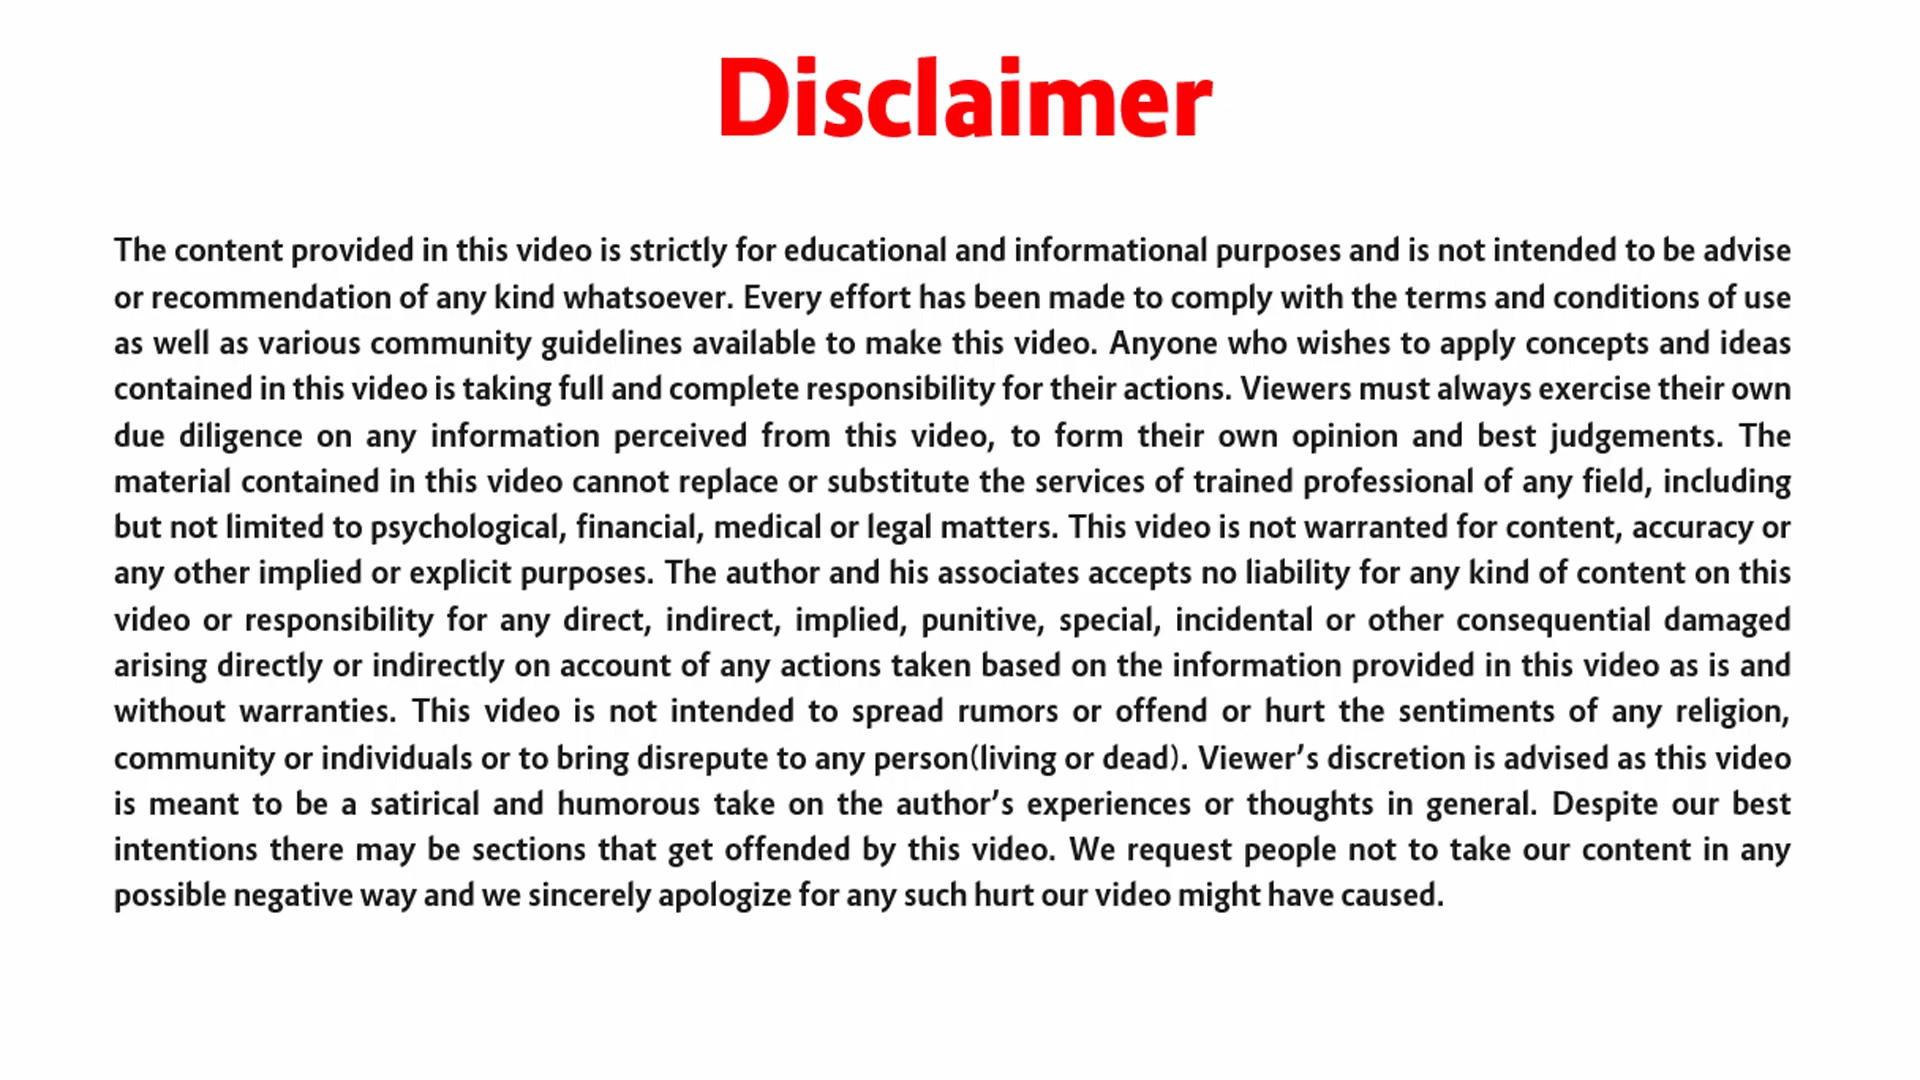 Disclaimer
The content provided in this video is strictly for educational and informational purposes and is not intended to be advise
or recommendation of any kind whatsoever. Every effort has been made to comply with the terms and conditions of use
as well as various community guidelines available to make this video. Anyone who wishes to apply concepts and ideas
contained in this video is taking full and complete responsibility for their actions. Viewers must always exercise their own
due diligence on any information perceived from this video, to form their own opinion and best judgements. The
material contained in this video cannot replace or substitute the services of trained professional of any field, including
but not limited to psychological, financial, medical or legal matters. This video is not warranted for content, accuracy or
any other implied or explicit purposes. The author and his associates accepts no liability for any kind of content on this
video or responsibility for any direct, indirect, implied, punitive, special, incidental or other consequential damaged
arising directly or indirectly on account of any actions taken based on the information provided in this video as is and
without warranties. This video is not intended to spread rumors or offend or hurt the sentiments of any religion,
community or individuals or to bring disrepute to any person(living or dead). Viewer’s discretion is advised as this video
is meant to be a satirical and humorous take on the author’s experiences or thoughts in general. Despite our best
intentions there may be sections that get offended by this video. We request people not to take our content in any
possible negative way and we sincerely apologize for any such hurt our video might have caused.